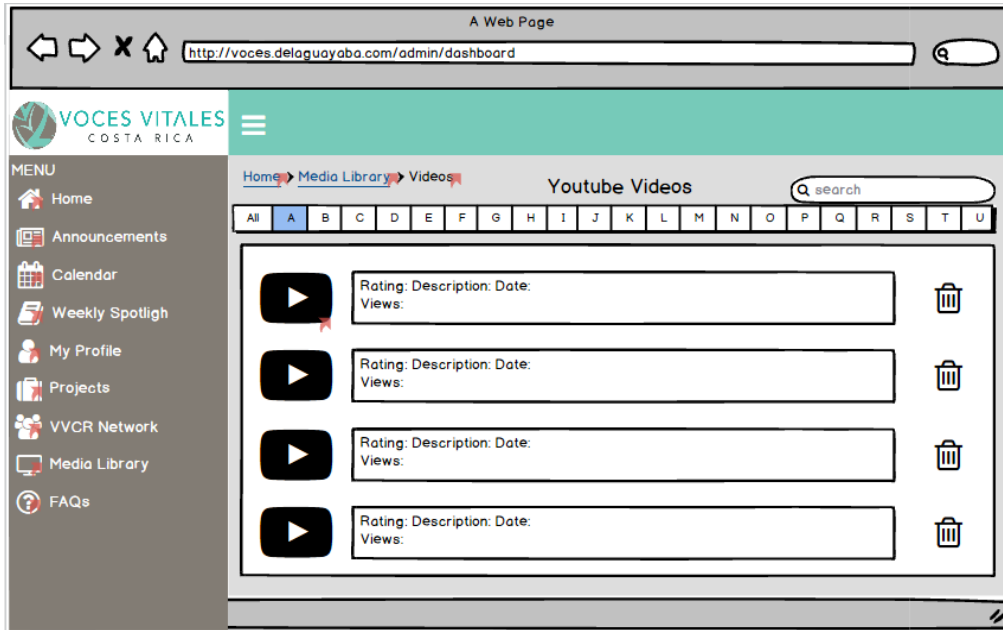 A Web Page
http://voces.delaguayaba.com/admin/dashboard
VOCES VITALES
COSTA RICA
MENU
Home
Announcements
Calendar
Weekly Spotligh
My Profile
Projects
VVCR Network
Media Library
FAQs
Home Media Library Videos
Youtube Videos
search
All A B C D E F G H I J K L M N O P Q R S T U
Rating: Description: Date:
Views:
Rating: Description: Date:
Views:
Rating: Description: Date:
Views:
Rating: Description: Date:
Views: